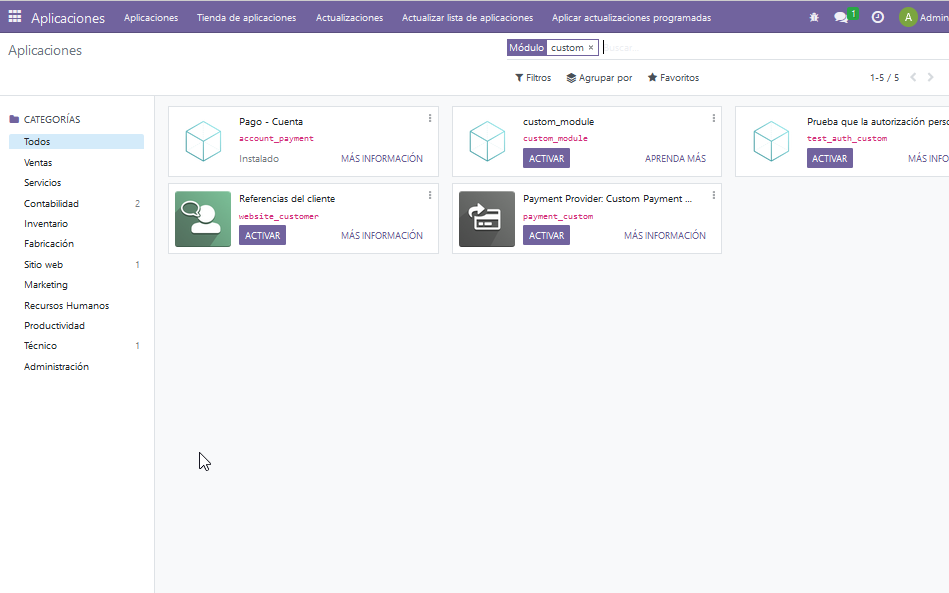 Aplicaciones Aplicaciones Tienda de aplicaciones Actualizaciones Actualizar lista de aplicaciones Aplicar actualizaciones programadas 1 A Admin
Aplicaciones
Módulo custom × Buscar...
Filtros Agrupar por Favoritos 1-5 / 5
CATEGORÍAS
Todos
Ventas
Servicios
Contabilidad 2
Inventario
Fabricación
Sitio web 1
Marketing
Recursos Humanos
Productividad
Técnico 1
Administración
Pago - Cuenta
account_payment
Instalado MÁS INFORMACIÓN
custom_module
custom_module
ACTIVAR APRENDA MÁS
Prueba que la autorización perso
test_auth_custom
ACTIVAR MÁS INFO
Referencias del cliente
website_customer
ACTIVAR MÁS INFORMACIÓN
Payment Provider: Custom Payment ...
payment_custom
ACTIVAR MÁS INFORMACIÓN